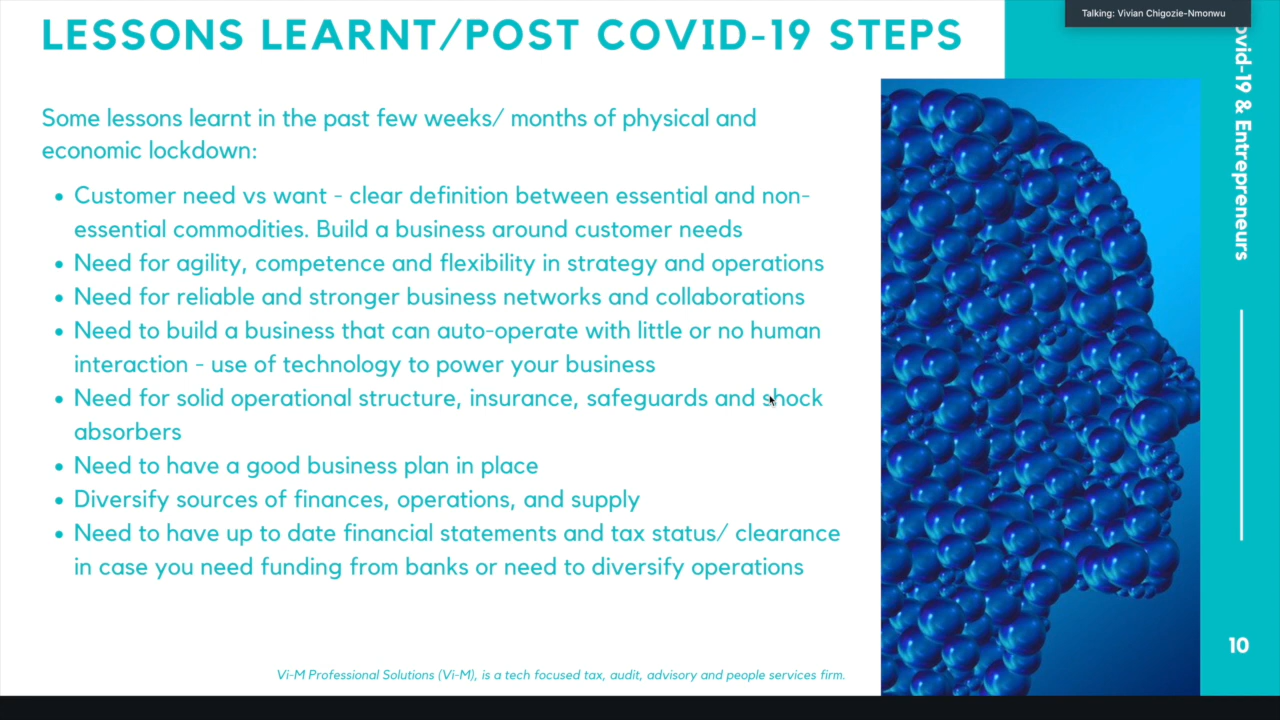 Talking: Vivian Chigozie-Nmonwu
LESSONS LEARNT/POST COVID-19 STEPS
Some lessons learnt in the past few weeks/ months of physical and
economic lockdown:
• Customer need vs want - clear definition between essential and non-
essential commodities. Build a business around customer needs
• Need for agility, competence and flexibility in strategy and operations
• Need for reliable and stronger business networks and collaborations
• Need to build a business that can auto-operate with little or no human
interaction - use of technology to power your business
• Need for solid operational structure, insurance, safeguards and shock
absorbers
• Need to have a good business plan in place
• Diversify sources of finances, operations, and supply
• Need to have up to date financial statements and tax status/ clearance
in case you need funding from banks or need to diversify operations
Vi-M Professional Solutions (Vi-M), is a tech focused tax, audit, advisory and people services firm.
ovid-19 & Entrepreneurs
10